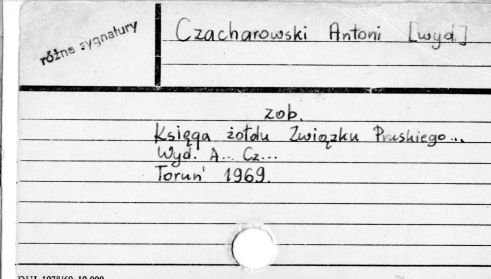 różne sygnatury
Czacharowski Antoni [wyd.]
zob.
Księga żołdu Związku Pruskiego...
Wyd. A... Cz...
Toruń 1969.